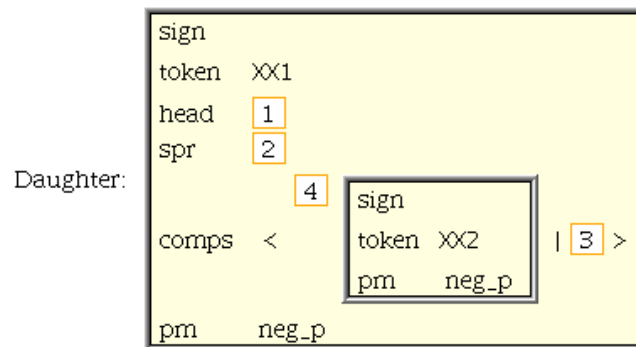 sign
token XX1
head 1
spr 2
Daughter:
4 sign
comps < token XX2 | 3 >
pm neg_p
pm neg_p